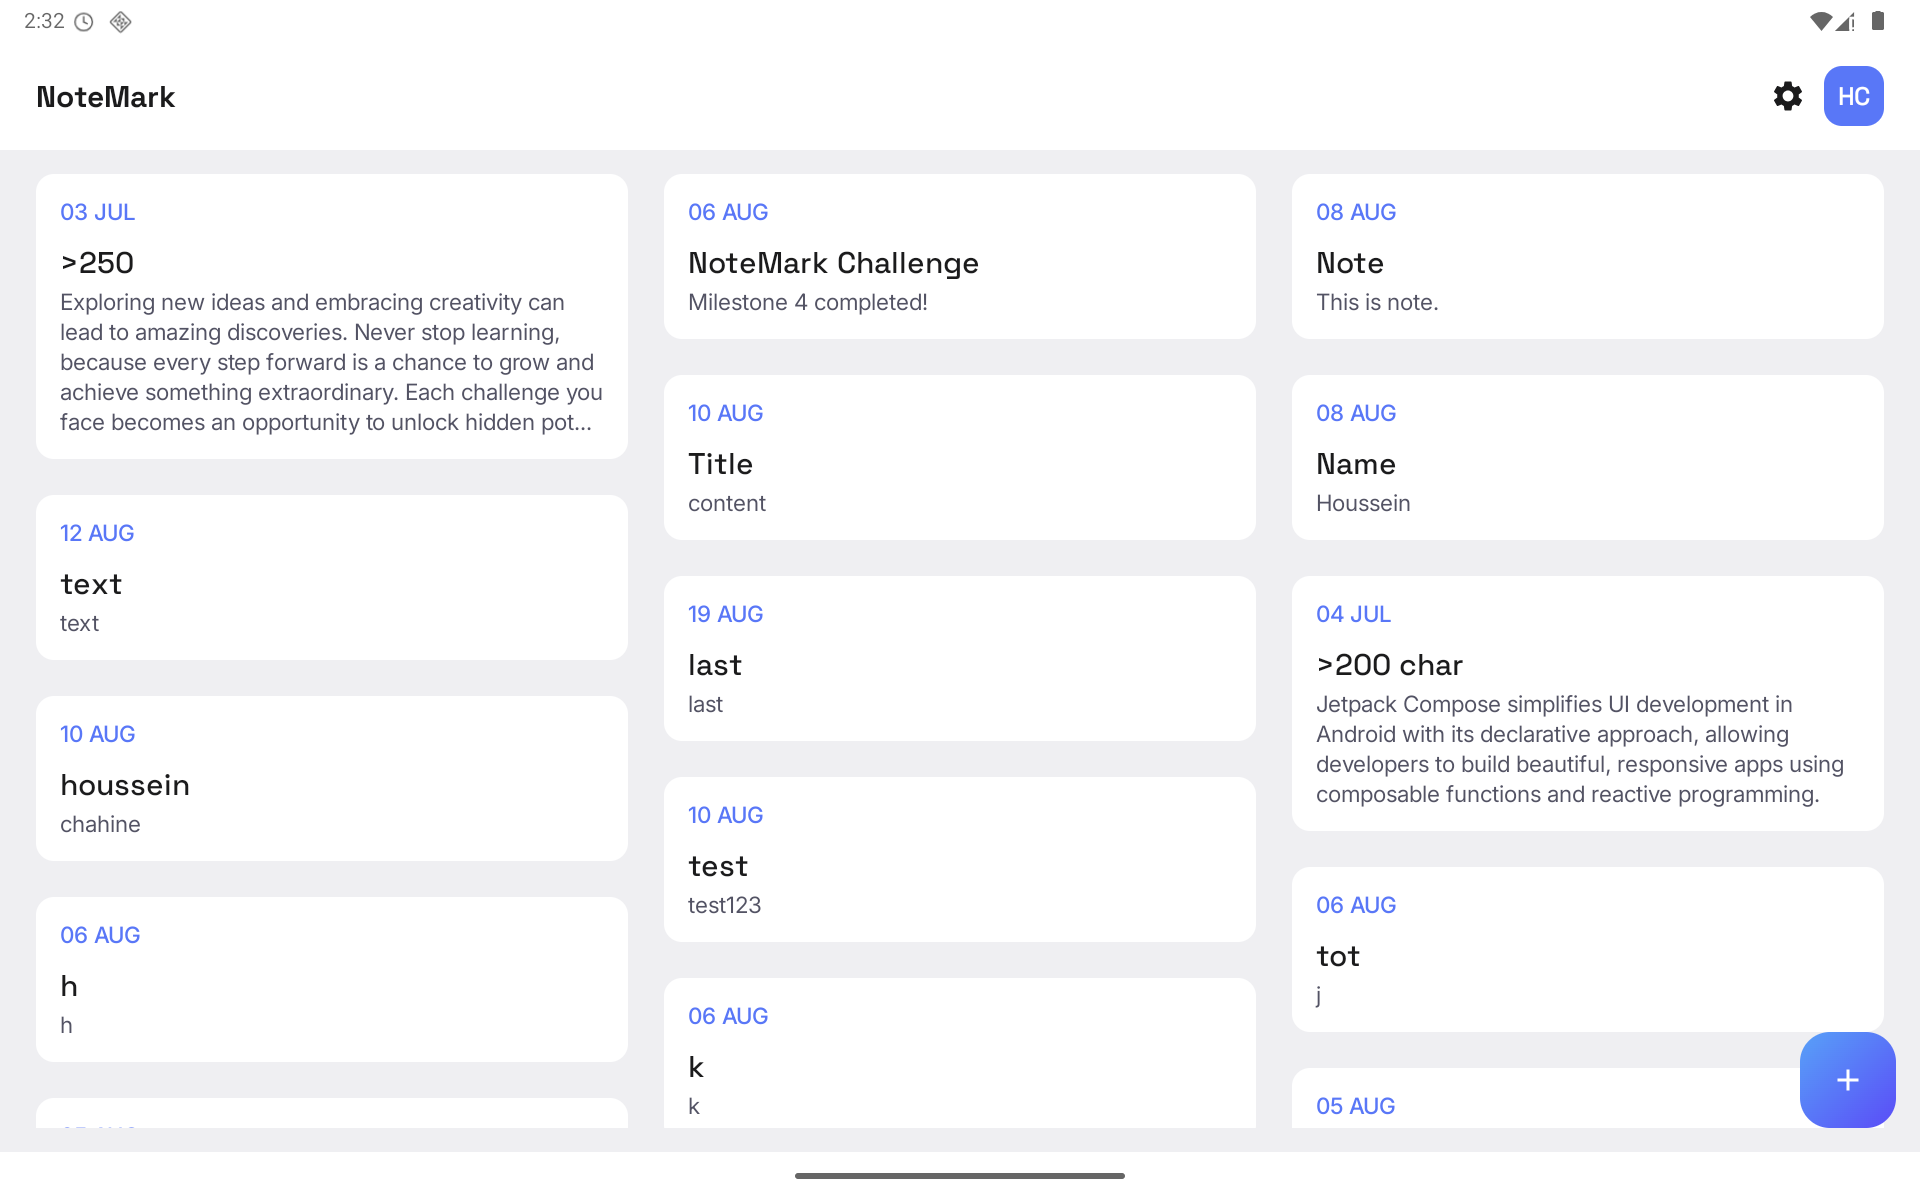 2:32
NoteMark
HC
03 JUL
>250
Exploring new ideas and embracing creativity can
lead to amazing discoveries. Never stop learning,
because every step forward is a chance to grow and
achieve something extraordinary. Each challenge you
face becomes an opportunity to unlock hidden pot...
12 AUG
text
text
10 AUG
houssein
chahine
06 AUG
h
h
06 AUG
NoteMark Challenge
Milestone 4 completed!
10 AUG
Title
content
19 AUG
last
last
10 AUG
test
test123
06 AUG
k
k
08 AUG
Note
This is note.
08 AUG
Name
Houssein
04 JUL
>200 char
Jetpack Compose simplifies UI development in
Android with its declarative approach, allowing
developers to build beautiful, responsive apps using
composable functions and reactive programming.
06 AUG
tot
j
05 AUG
+